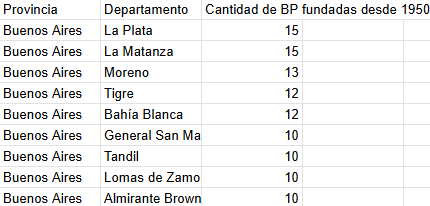 Provincia Departamento Cantidad de BP fundadas desde 1950
Buenos Aires La Plata 15
Buenos Aires La Matanza 15
Buenos Aires Moreno 13
Buenos Aires Tigre 12
Buenos Aires Bahía Blanca 12
Buenos Aires General San Ma 10
Buenos Aires Tandil 10
Buenos Aires Lomas de Zamo 10
Buenos Aires Almirante Brown 10